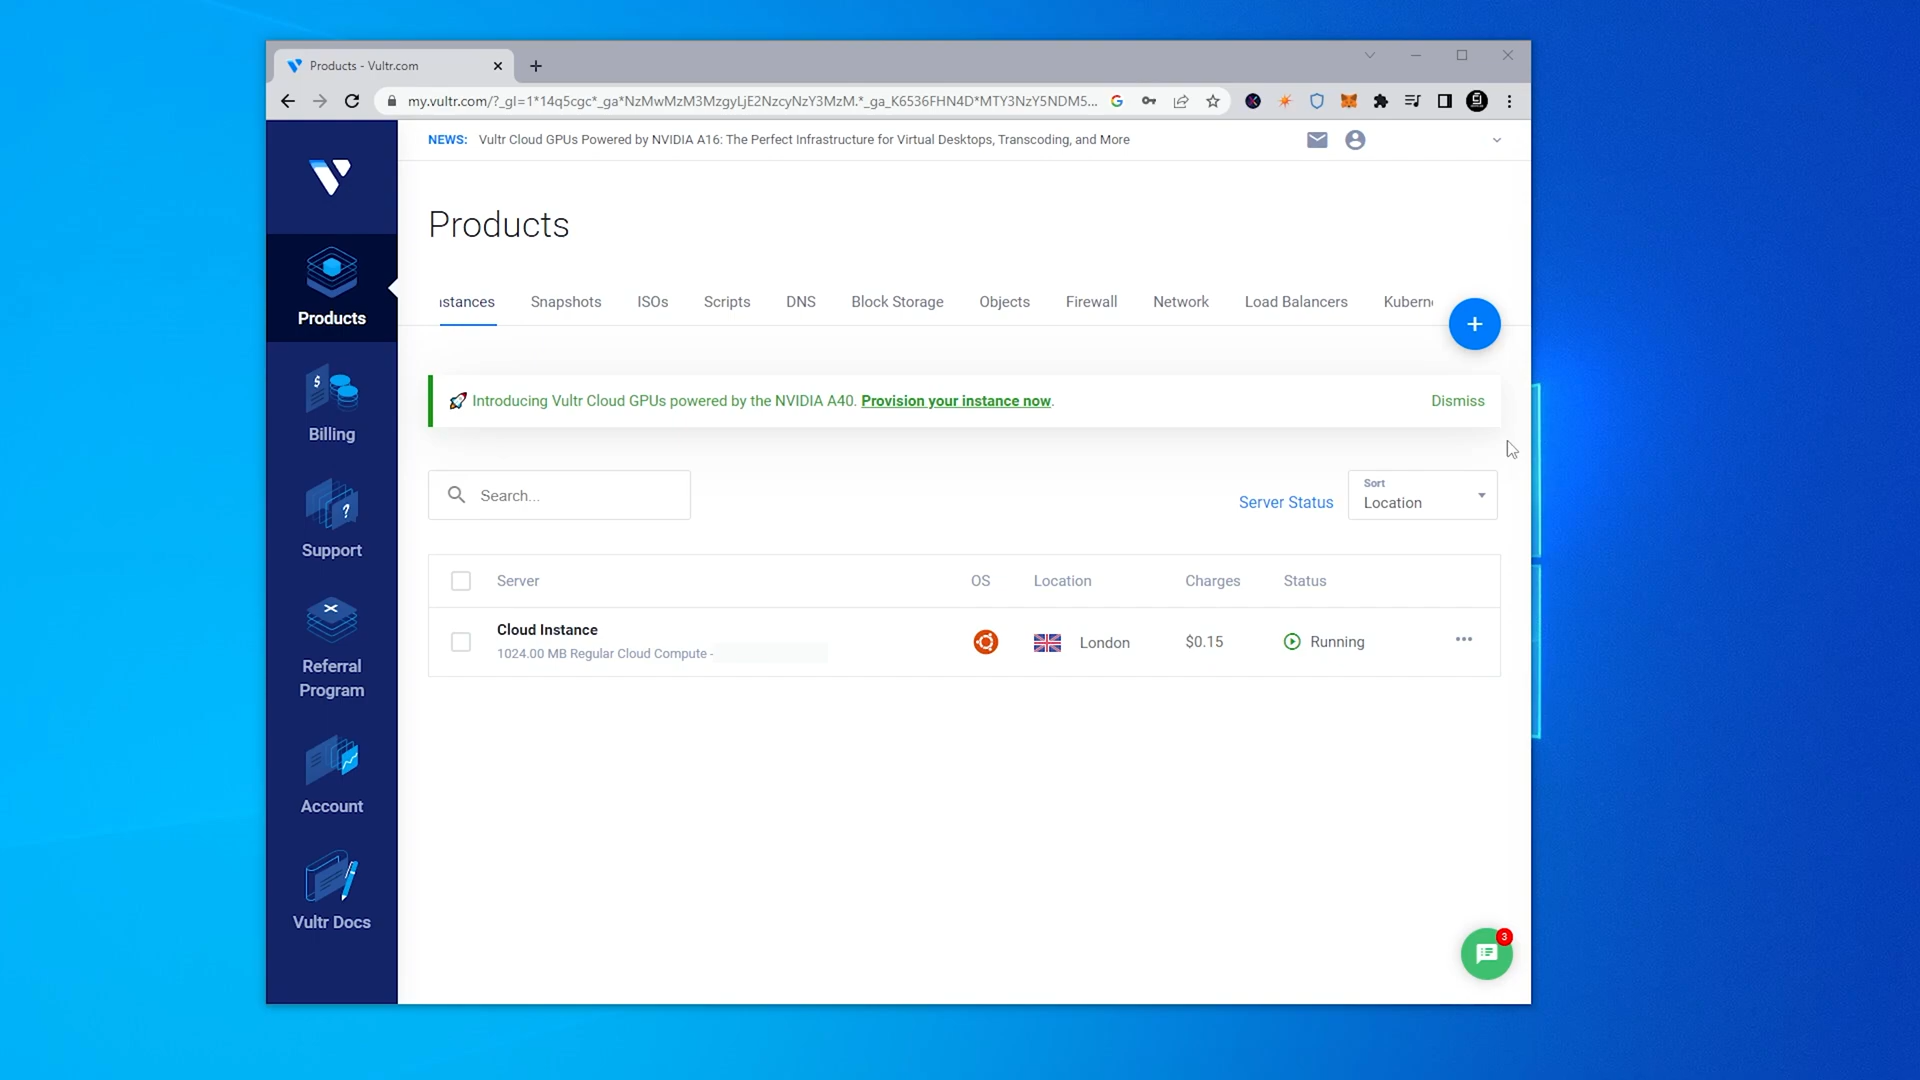 Products - Vultr.com
my.vultr.com/?_gl=1*14q5cgc*_ga*NzMwMzM3MzgyLjE2NzcyNzY3MzM.*_ga_K6536FHN4D*MTY3NzY5NDM5...
NEWS: Vultr Cloud GPUs Powered by NVIDIA A16: The Perfect Infrastructure for Virtual Desktops, Transcoding, and More
Products
Billing
Support
Referral
Program
Account
Vultr Docs
Products
stances Snapshots ISOs Scripts DNS Block Storage Objects Firewall Network Load Balancers Kubern
+
Introducing Vultr Cloud GPUs powered by the NVIDIA A40. Provision your instance now. Dismiss
Search...
Server Status
Sort
Location
Server OS Location Charges Status
Cloud Instance
1024.00 MB Regular Cloud Compute -
London $0.15 Running
3